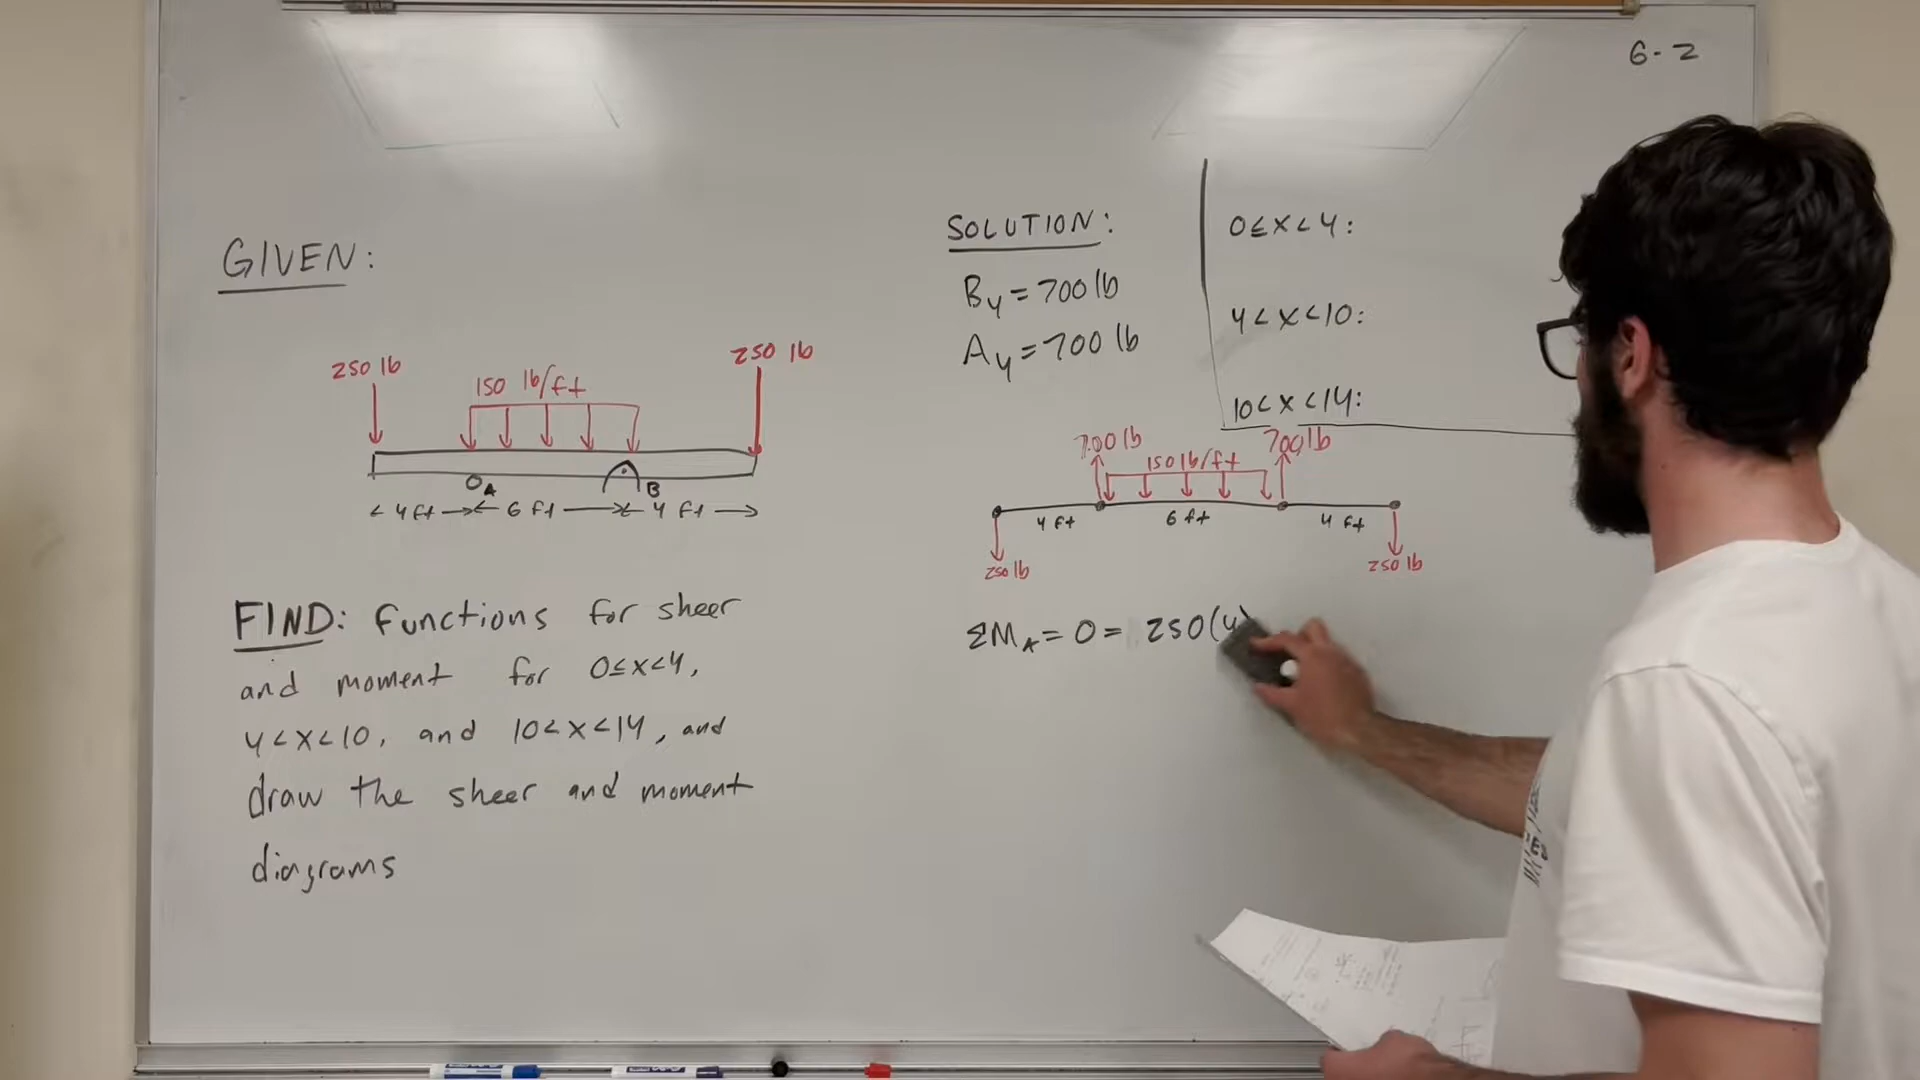 6-2
GIVEN:
250 lb
250 lb
150 lb/ft
A
B
4 ft
6 ft
4 ft
FIND: functions for sheer
and moment for 0≤x<4,
4<x<10, and 10<x<14, and
draw the sheer and moment
diagrams
SOLUTION:
By=700 lb
Ay=700 lb
0≤x<4:
4<x<10:
10<x<14:
700 lb
700 lb
150 lb/ft
4 ft
6 ft
4 ft
250 lb
250 lb
ΣMA=0= 250(4)